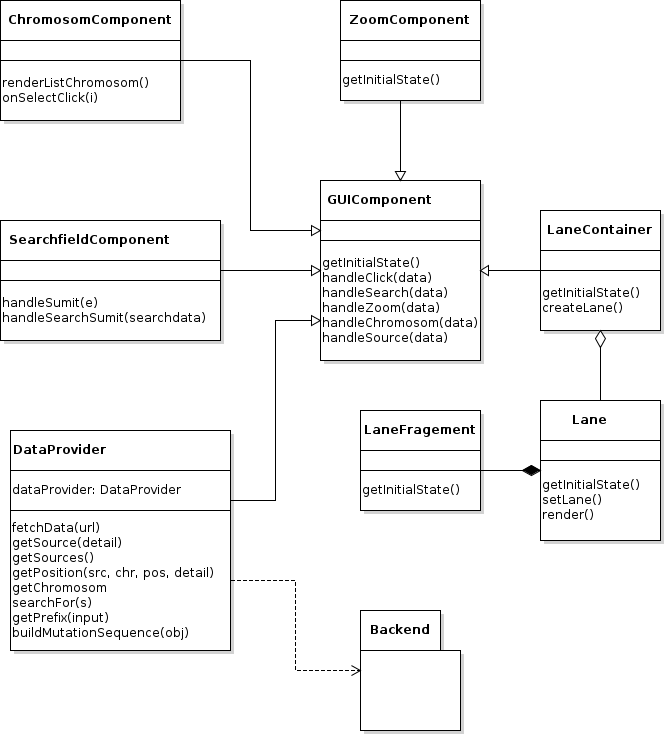 ChromosomComponent
renderListChromosom()
onSelectClick(i)
ZoomComponent
getInitialState()
GUIComponent
getInitialState()
handleClick(data)
handleSearch(data)
handleZoom(data)
handleChromosom(data)
handleSource(data)
SearchfieldComponent
handleSumit(e)
handleSearchSumit(searchdata)
LaneContainer
getInitialState()
createLane()
DataProvider
dataProvider: DataProvider
fetchData(url)
getSource(detail)
getSources()
getPosition(src, chr, pos, detail)
getChromosom
searchFor(s)
getPrefix(input)
buildMutationSequence(obj)
LaneFragement
getInitialState()
Lane
getInitialState()
setLane()
render()
Backend